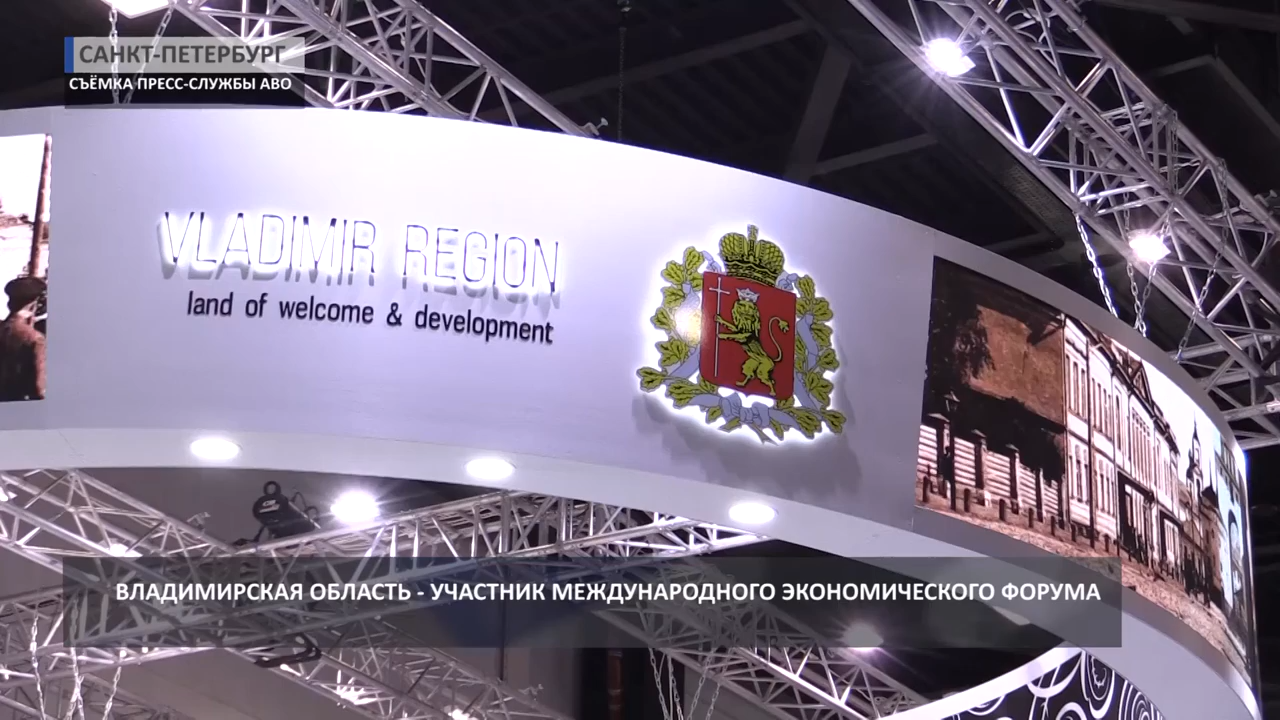 САНКТ-ПЕТЕРБУРГ
СЪЁМКА ПРЕСС-СЛУЖБЫ АВО
VLADIMIR REGION
land of welcome & development
ВЛАДИМИРСКАЯ ОБЛАСТЬ - УЧАСТНИК МЕЖДУНАРОДНОГО ЭКОНОМИЧЕСКОГО ФОРУМА